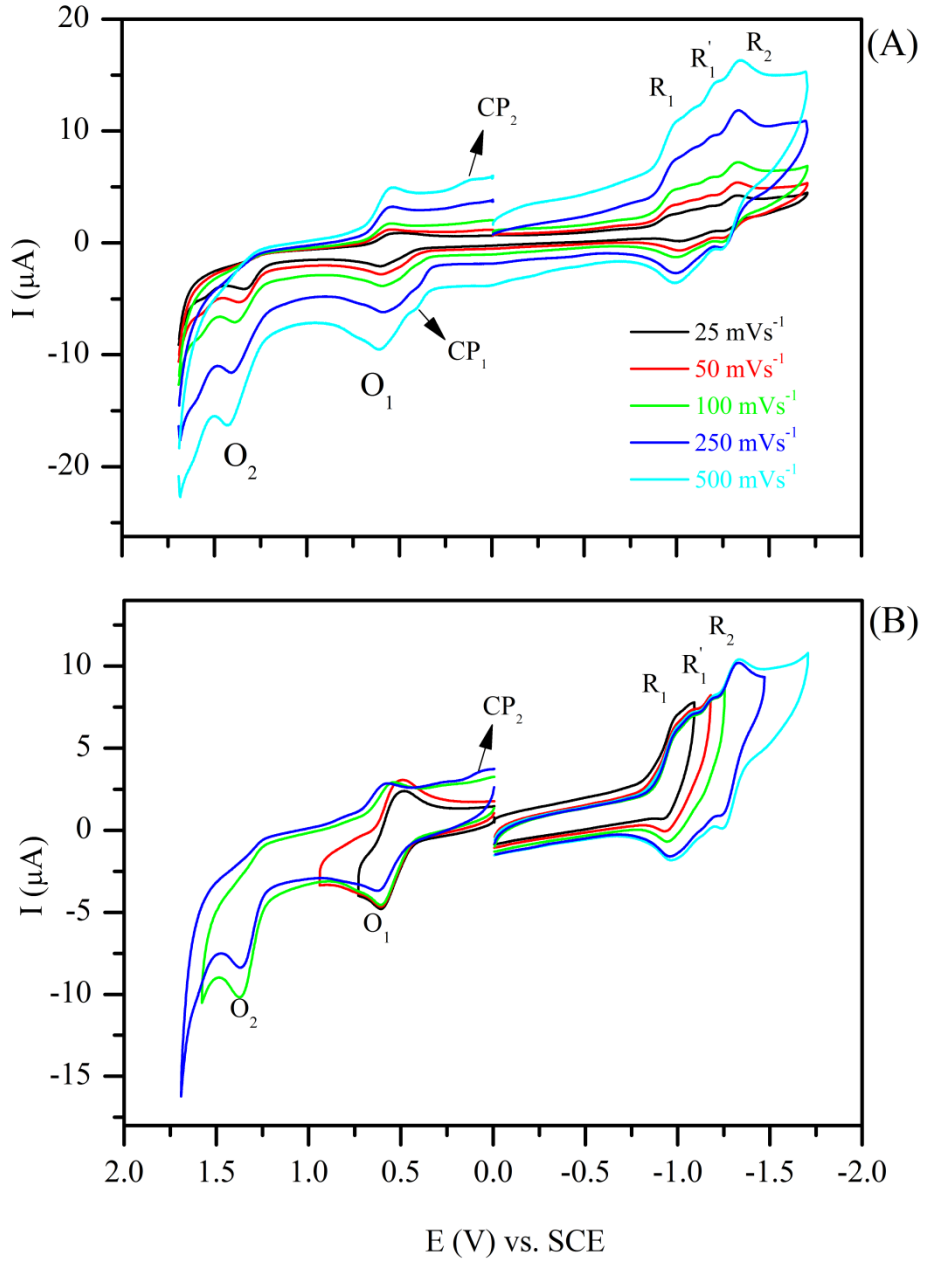 (A)
R₁ R₁' R₂
CP₂
20
10
0
-10
-20
I (µA)
O₂
O₁
CP₁
25 mVs⁻¹
50 mVs⁻¹
100 mVs⁻¹
250 mVs⁻¹
500 mVs⁻¹
(B)
R₁ R₁' R₂
CP₂
10
5
0
-5
-10
-15
I (µA)
O₁
O₂
2.0 1.5 1.0 0.5 0.0 -0.5 -1.0 -1.5 -2.0
E (V) vs. SCE